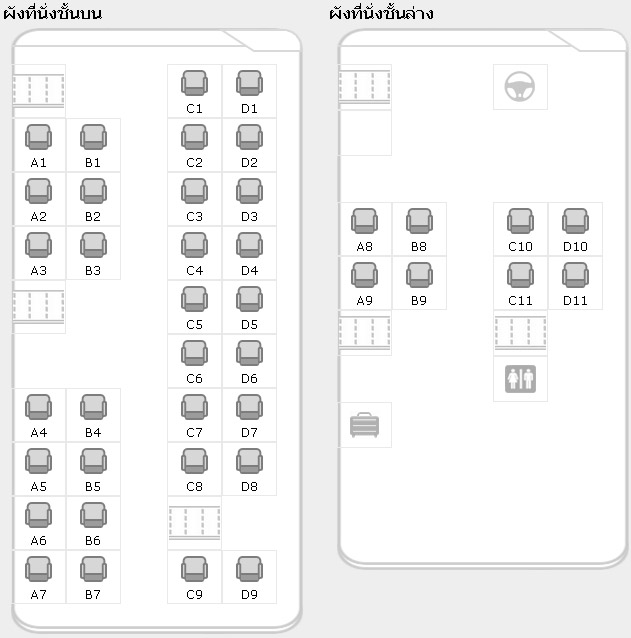 ผังที่นั่งชั้นบน
C1 D1
A1 B1 C2 D2
A2 B2 C3 D3
A3 B3 C4 D4
C5 D5
C6 D6
A4 B4 C7 D7
A5 B5 C8 D8
A6 B6
A7 B7 C9 D9
ผังที่นั่งชั้นล่าง
A8 B8 C10 D10
A9 B9 C11 D11